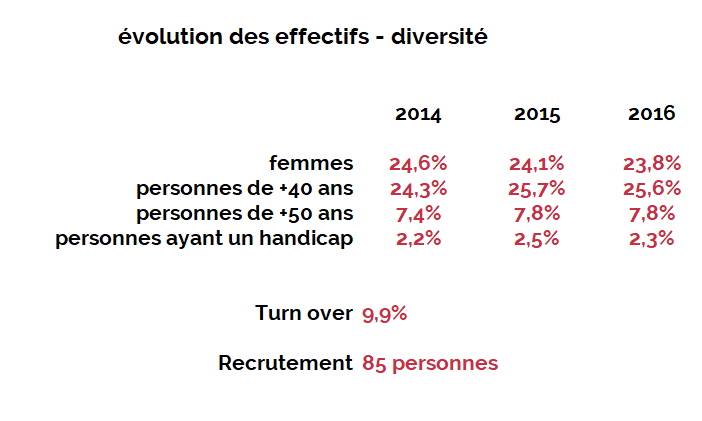 évolution des effectifs - diversité
2014 2015 2016
femmes 24,6% 24,1% 23,8%
personnes de +40 ans 24,3% 25,7% 25,6%
personnes de +50 ans 7,4% 7,8% 7,8%
personnes ayant un handicap 2,2% 2,5% 2,3%
Turn over 9,9%
Recrutement 85 personnes